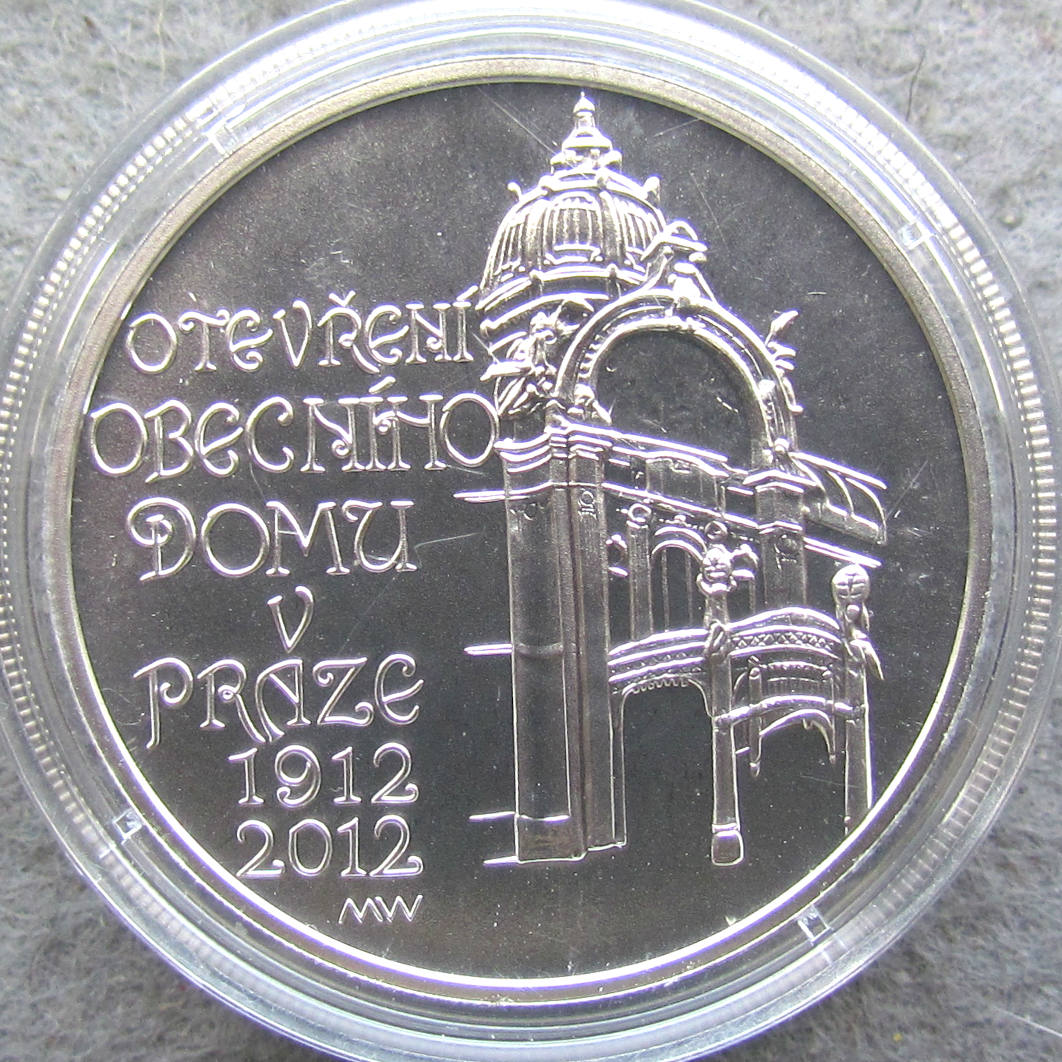 OTEVŘENÍ
OBECNÍHO
DOMU
V
PRAZE
1912
2012
MW